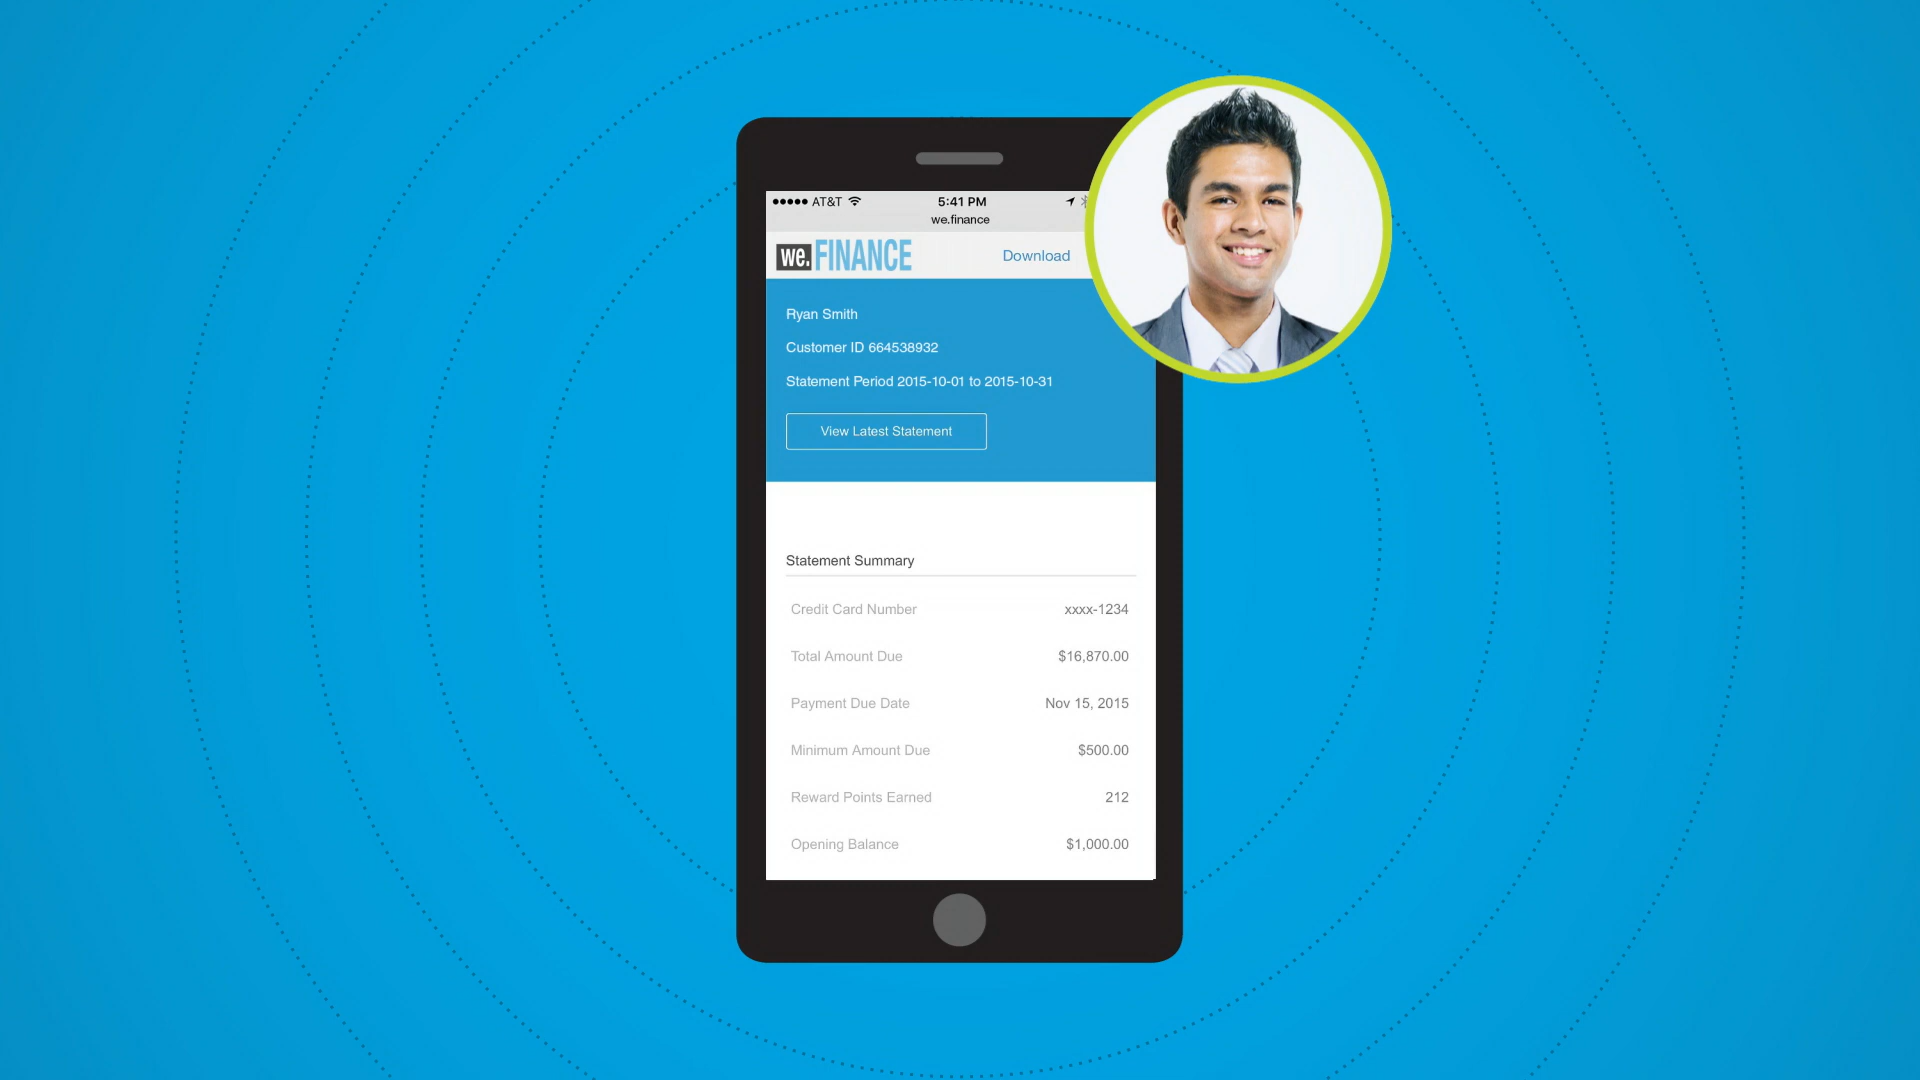 AT&T 5:41 PM
we.finance
we. FINANCE Download
Ryan Smith
Customer ID 664538932
Statement Period 2015-10-01 to 2015-10-31
View Latest Statement
Statement Summary
Credit Card Number xxxx-1234
Total Amount Due $16,870.00
Payment Due Date Nov 15, 2015
Minimum Amount Due $500.00
Reward Points Earned 212
Opening Balance $1,000.00